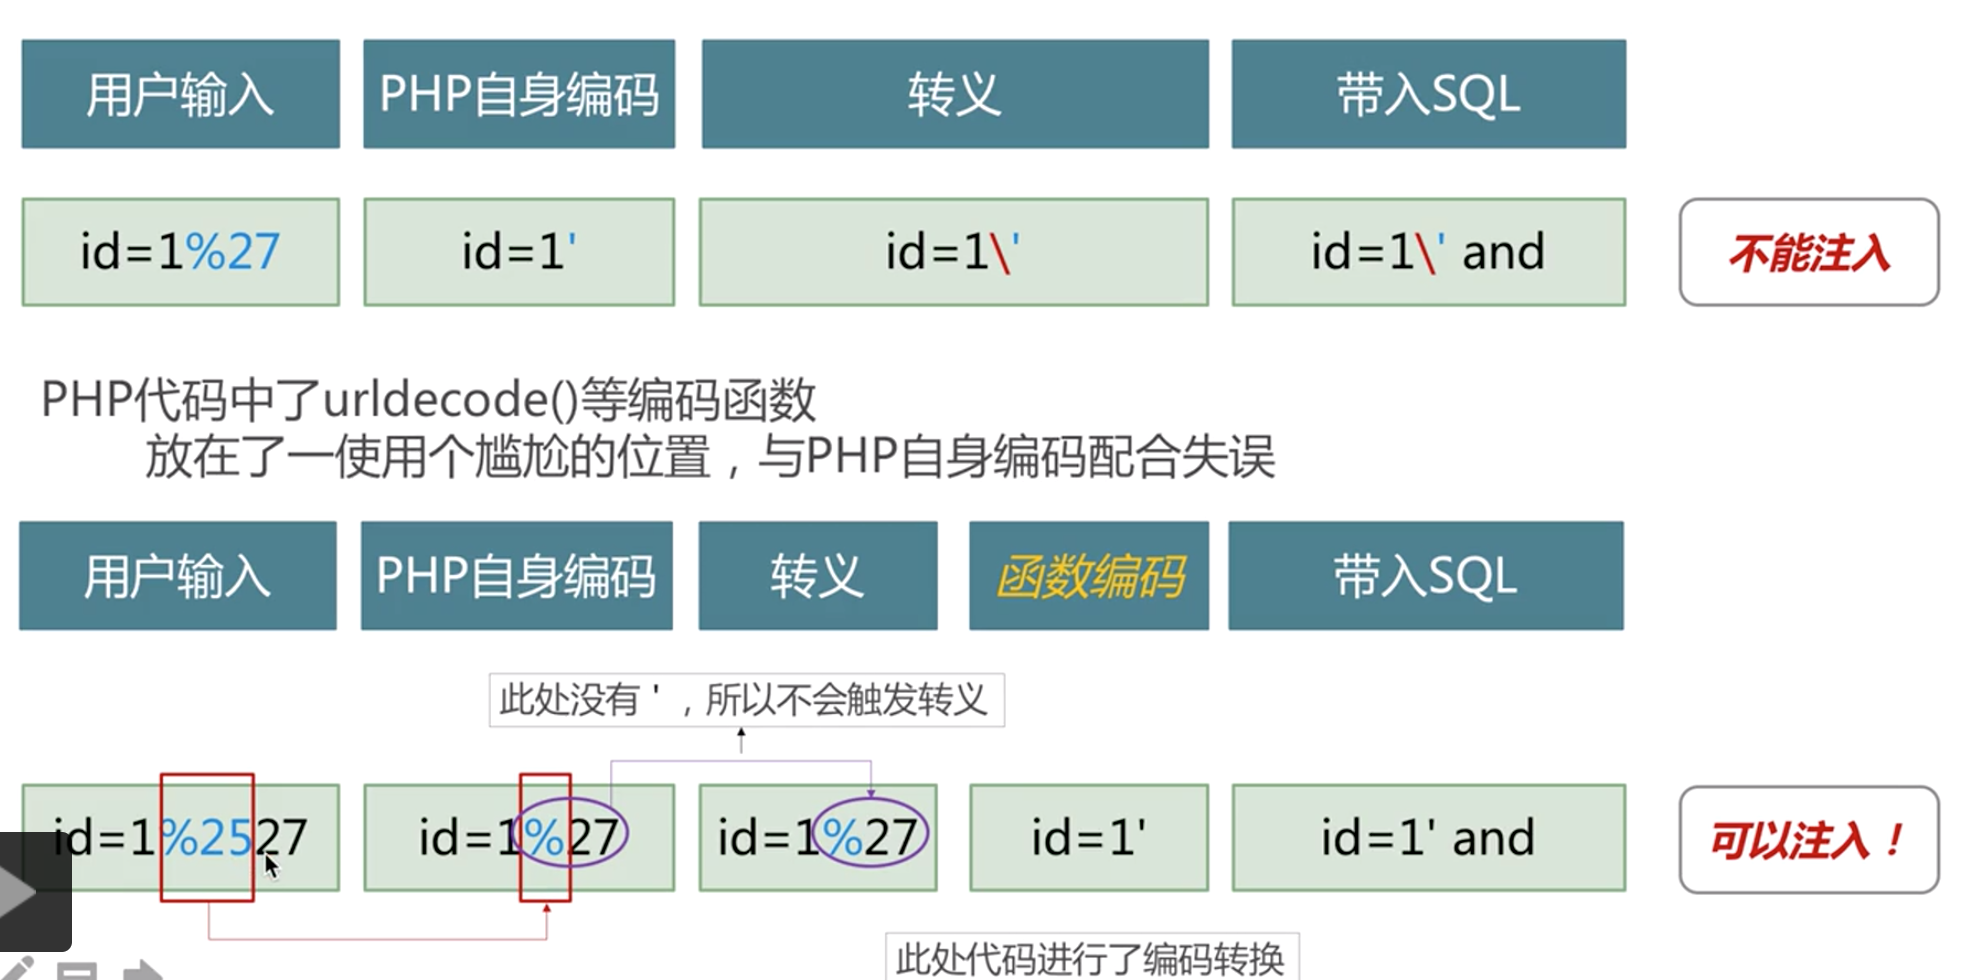 用户输入 PHP自身编码 转义 带入SQL
id=1%27 id=1' id=1\' id=1\' and 不能注入
PHP代码中了urldecode()等编码函数
放在了一使用个尴尬的位置，与PHP自身编码配合失误
用户输入 PHP自身编码 转义 函数编码 带入SQL
此处没有 ' ，所以不会触发转义
id=1%2527 id=1%27 id=1%27 id=1' id=1' and 可以注入！
此处代码进行了编码转换